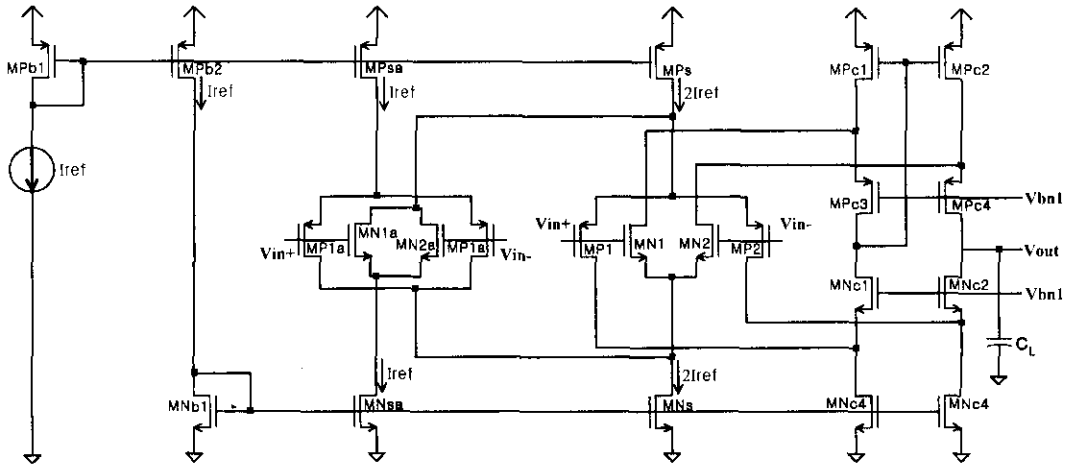 MPb1
MPb2
MPsa
MPs
MPc1
MPc2
Iref
Iref
2Iref
Iref
MPc3
MPc4
Vbn1
Vin+
MP1a
MN1a
MN2a
MP1a
Vin-
Vin+
MP1
MN1
MN2
MP2
Vin-
Vout
MNc1
MNc2
Vbn1
CL
Iref
2Iref
MNb1
MNsa
MNs
MNc4
MNc4